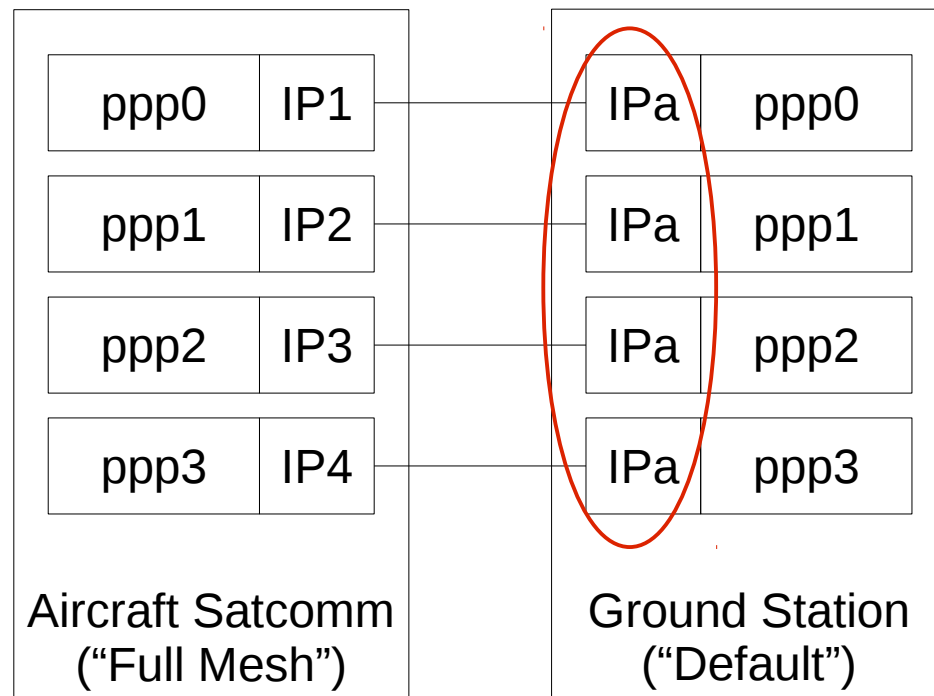 ppp0 IP1 IPa ppp0
ppp1 IP2 IPa ppp1
ppp2 IP3 IPa ppp2
ppp3 IP4 IPa ppp3
Aircraft Satcomm
(“Full Mesh”)
Ground Station
(“Default”)